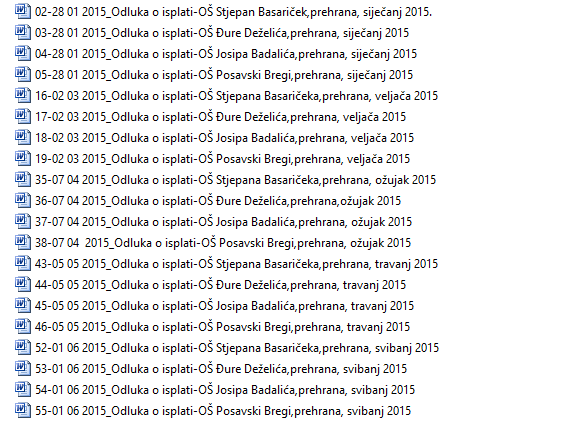 02-28 01 2015_Odluka o isplati-OŠ Stjepan Basariček,prehrana, siječanj 2015.
03-28 01 2015_Odluka o isplati-OŠ Đure Deželića,prehrana, siječanj 2015
04-28 01 2015_Odluka o isplati-OŠ Josipa Badalića,prehrana, siječanj 2015
05-28 01 2015_Odluka o isplati-OŠ Posavski Bregi,prehrana, siječanj 2015
16-02 03 2015_Odluka o isplati-OŠ Stjepana Basaričeka,prehrana, veljača 2015
17-02 03 2015_Odluka o isplati-OŠ Đure Deželića,prehrana, veljača 2015
18-02 03 2015_Odluka o isplati-OŠ Josipa Badalića,prehrana, veljača 2015
19-02 03 2015_Odluka o isplati-OŠ Posavski Bregi,prehrana, veljača 2015
35-07 04 2015_Odluka o isplati-OŠ Stjepana Basaričeka,prehrana, ožujak 2015
36-07 04 2015_Odluka o isplati-OŠ Đure Deželića,prehrana,ožujak 2015
37-07 04 2015_Odluka o isplati-OŠ Josipa Badalića,prehrana, ožujak 2015
38-07 04  2015_Odluka o isplati-OŠ Posavski Bregi,prehrana, ožujak 2015
43-05 05 2015_Odluka o isplati-OŠ Stjepana Basaričeka,prehrana, travanj 2015
44-05 05 2015_Odluka o isplati-OŠ Đure Deželića,prehrana, travanj 2015
45-05 05 2015_Odluka o isplati-OŠ Josipa Badalića,prehrana, travanj 2015
46-05 05 2015_Odluka o isplati-OŠ Posavski Bregi,prehrana, travanj 2015
52-01 06 2015_Odluka o isplati-OŠ Stjepana Basaričeka,prehrana, svibanj 2015
53-01 06 2015_Odluka o isplati-OŠ Đure Deželića,prehrana, svibanj 2015
54-01 06 2015_Odluka o isplati-OŠ Josipa Badalića,prehrana, svibanj 2015
55-01 06 2015_Odluka o isplati-OŠ Posavski Bregi,prehrana, svibanj 2015